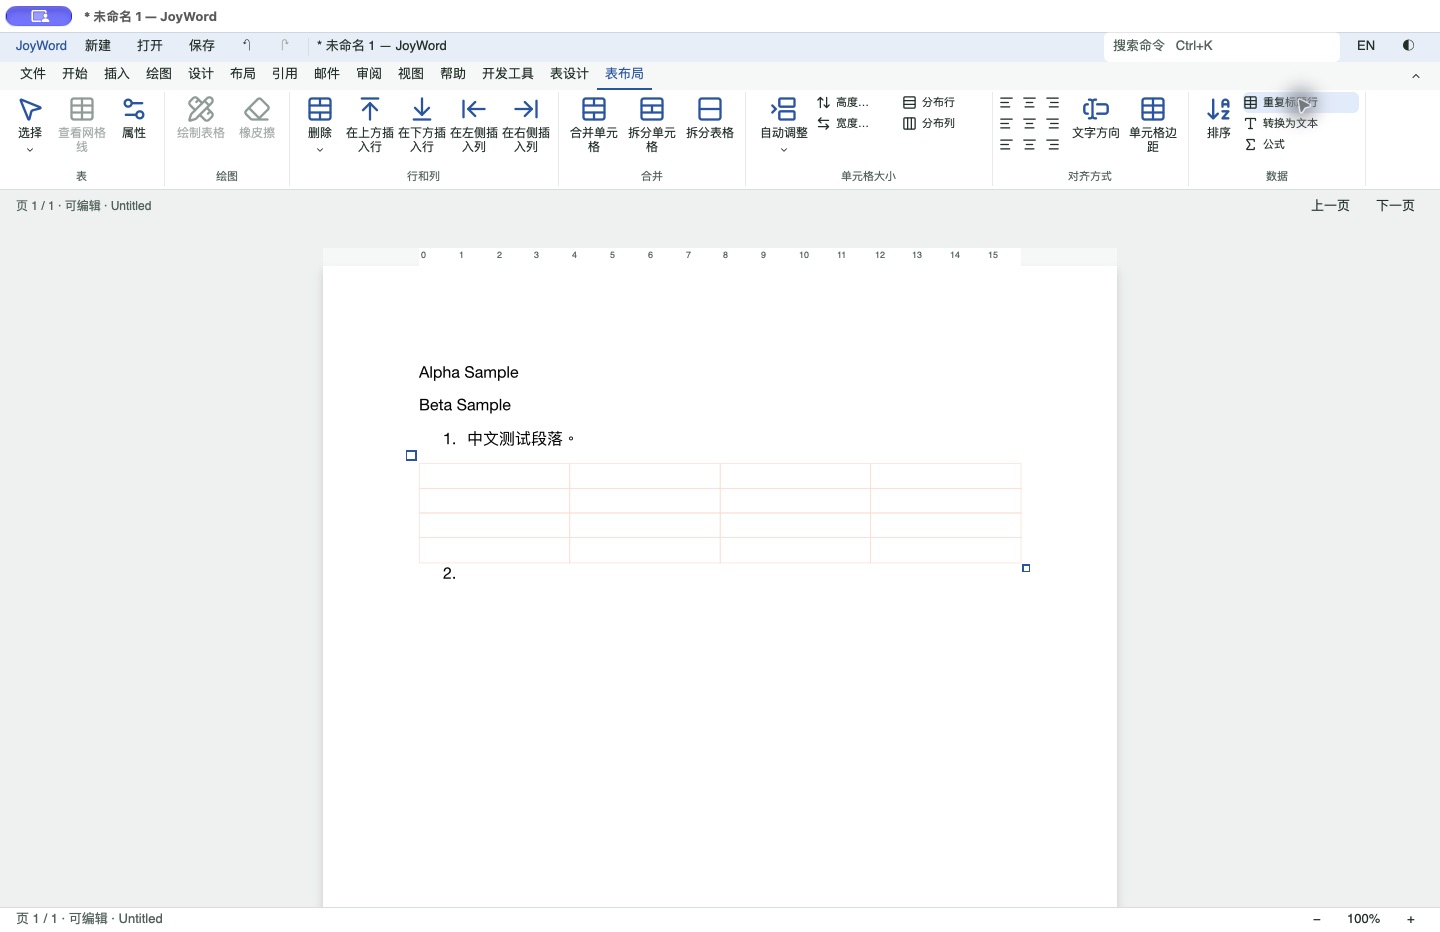 * 未命名 1 — JoyWord
JoyWord 新建 打开 保存 * 未命名 1 — JoyWord 搜索命令 Ctrl+K EN
文件 开始 插入 绘图 设计 布局 引用 邮件 审阅 视图 帮助 开发工具 表设计 表布局
选择
查看网格线
属性
表
绘制表格
橡皮擦
绘图
删除
在上方插入行
在下方插入行
在左侧插入列
在右侧插入列
行和列
合并单元格
拆分单元格
拆分表格
合并
自动调整
高度...
宽度...
分布行
分布列
单元格大小
文字方向
单元格边距
对齐方式
排序
重复标题行
转换为文本
公式
数据
页 1 / 1 · 可编辑 · Untitled 上一页 下一页
0 1 2 3 4 5 6 7 8 9 10 11 12 13 14 15
Alpha Sample
Beta Sample
1. 中文测试段落。
2.
页 1 / 1 · 可编辑 · Untitled − 100% +